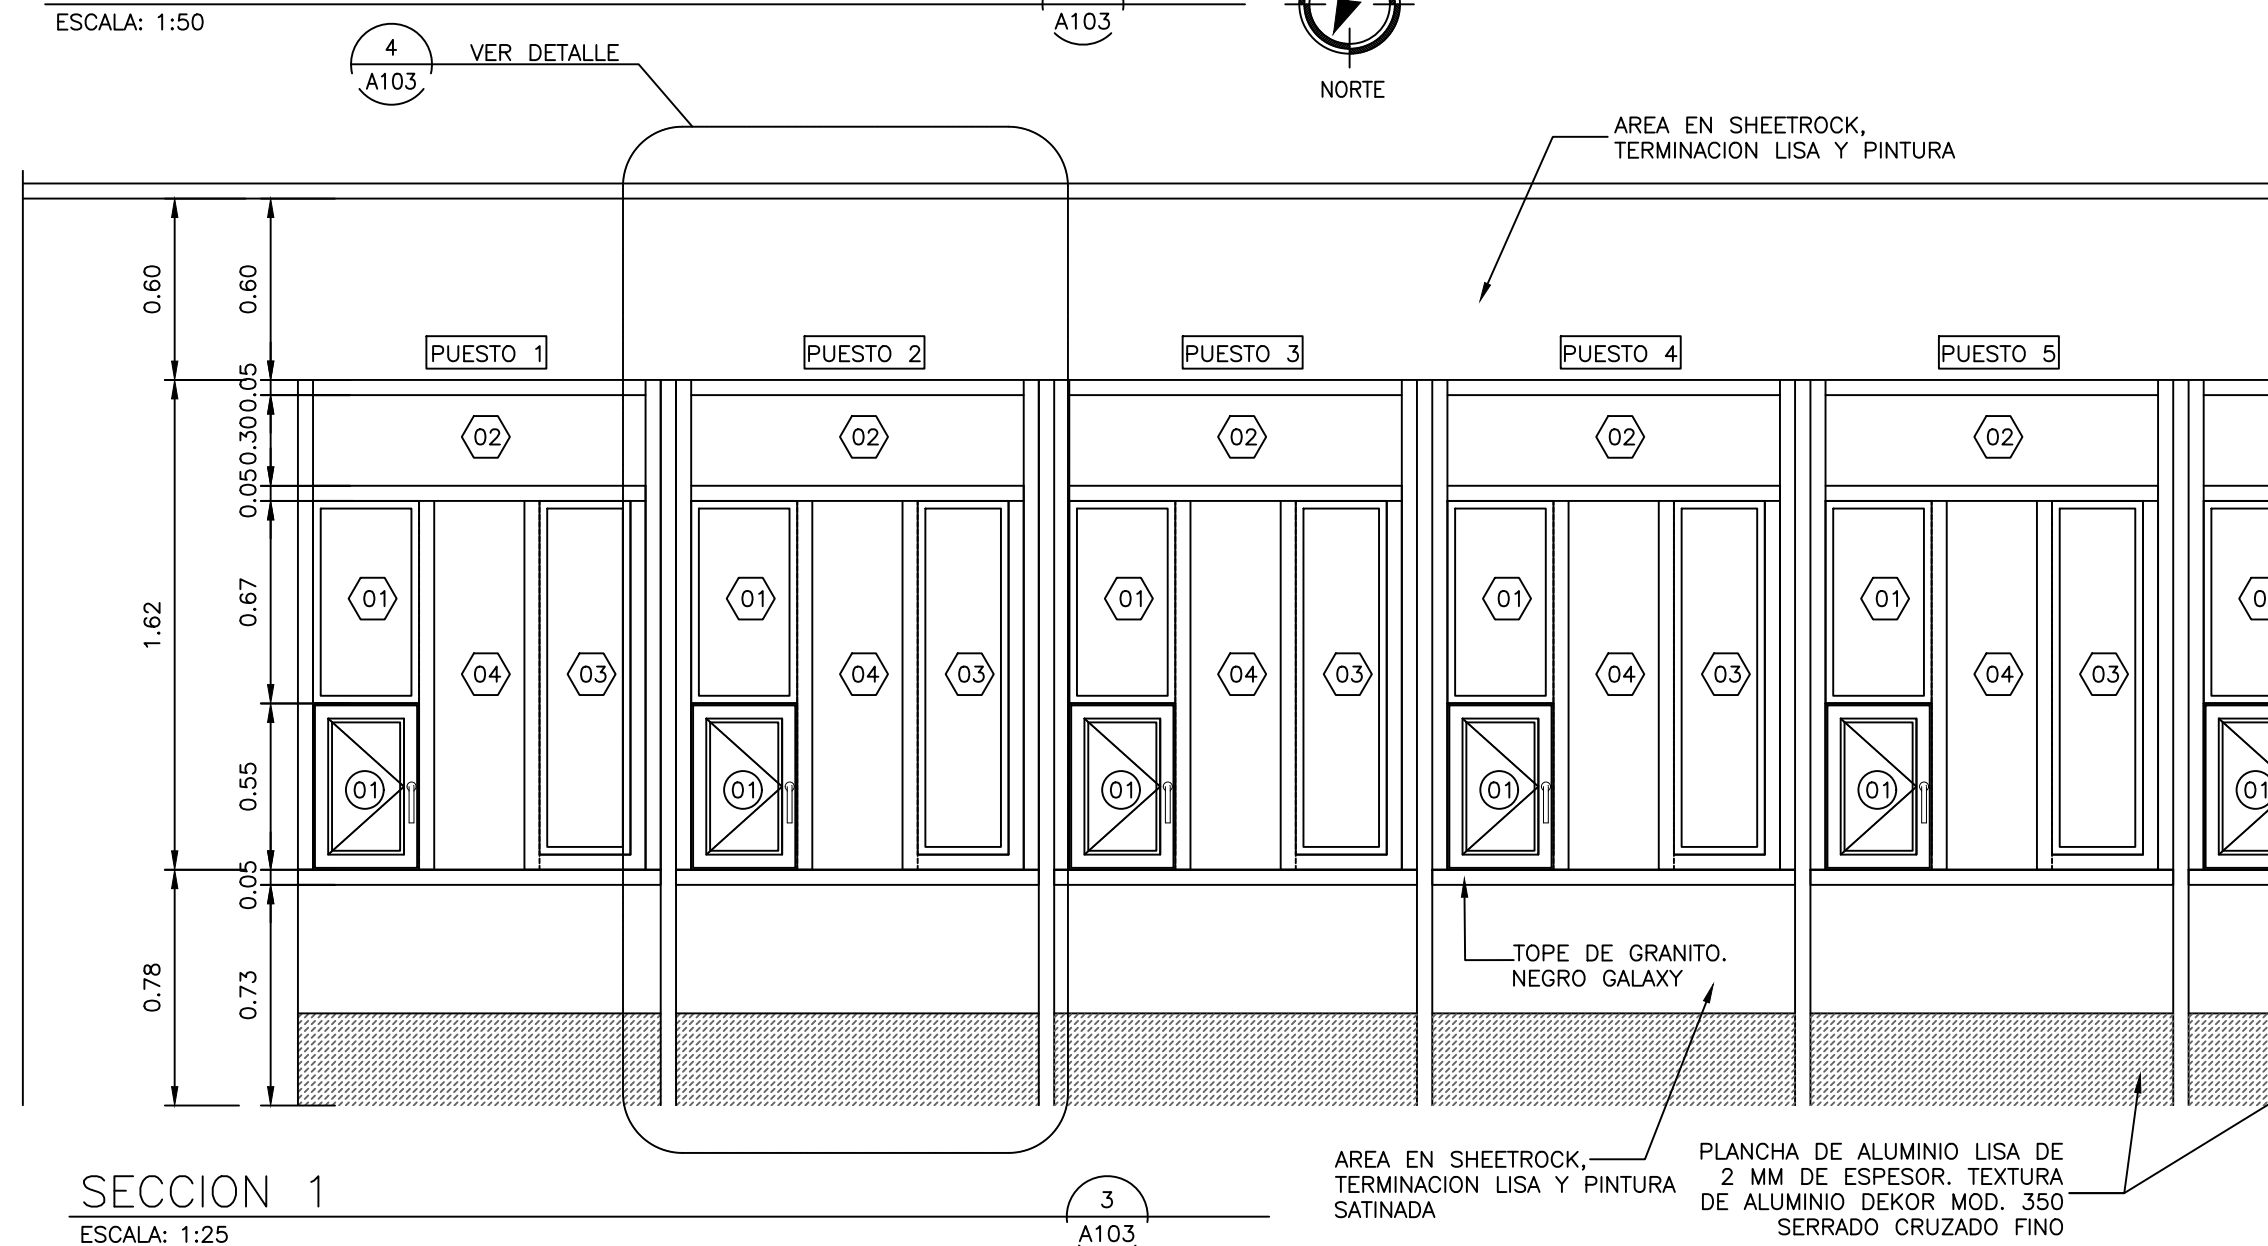 ESCALA: 1:50
A103
4
A103
VER DETALLE
NORTE
AREA EN SHEETROCK,
TERMINACION LISA Y PINTURA
0.60
0.60
PUESTO 1
PUESTO 2
PUESTO 3
PUESTO 4
PUESTO 5
0.05
0.30
0.05
02
02
02
02
02
1.62
0.67
01
01
01
01
01
04
03
04
03
04
03
04
03
04
03
0.55
01
01
01
01
01
01
0.05
0.78
0.73
TOPE DE GRANITO.
NEGRO GALAXY
AREA EN SHEETROCK,
TERMINACION LISA Y PINTURA
SATINADA
PLANCHA DE ALUMINIO LISA DE
2 MM DE ESPESOR. TEXTURA
DE ALUMINIO DEKOR MOD. 350
SERRADO CRUZADO FINO
SECCION 1
ESCALA: 1:25
3
A103